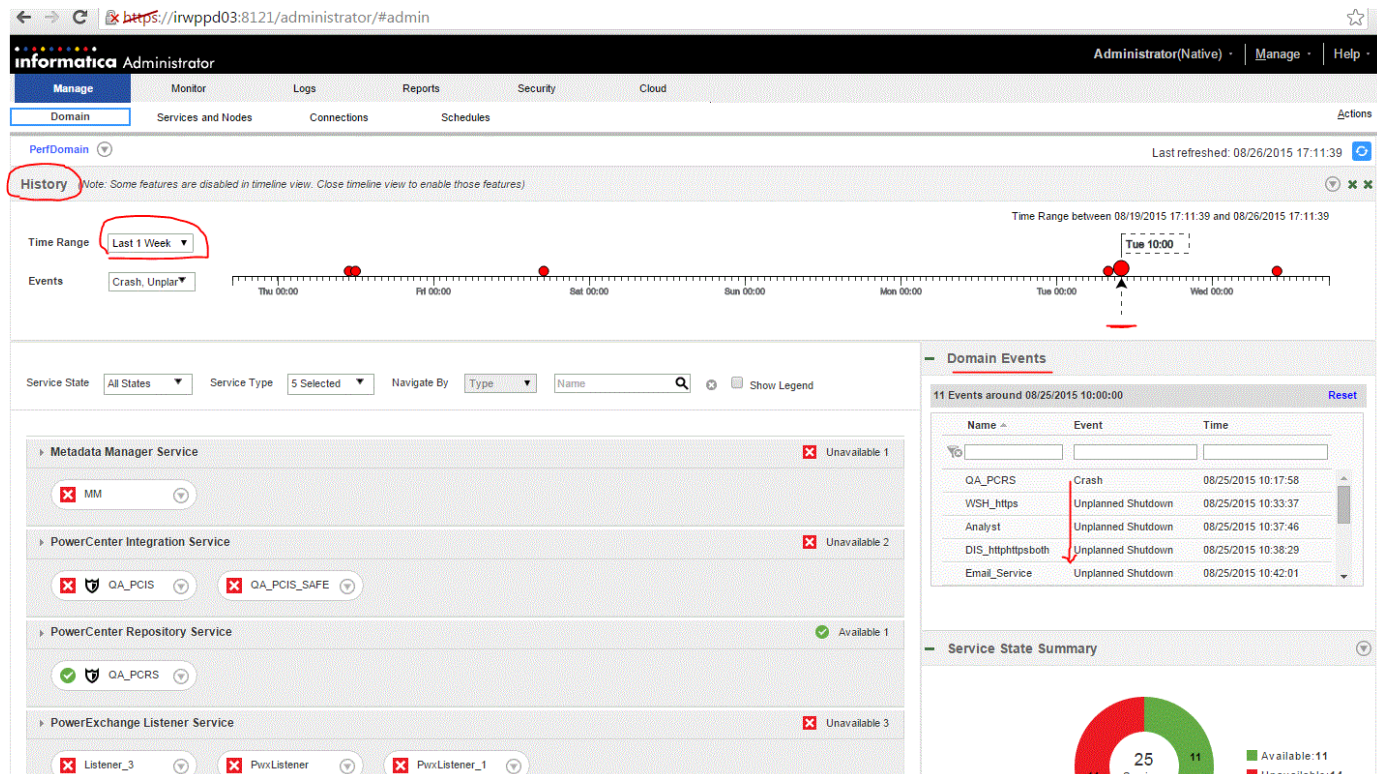 https://irwppd03:8121/administrator/#admin
informatica Administrator
Administrator(Native)
Manage
Help
Manage
Monitor
Logs
Reports
Security
Cloud
Domain
Services and Nodes
Connections
Schedules
Actions
PerfDomain
Last refreshed: 08/26/2015 17:11:39
History (Note: Some features are disabled in timeline view. Close timeline view to enable those features)
Time Range between 08/19/2015 17:11:39 and 08/26/2015 17:11:39
Time Range Last 1 Week
Tue 10:00
Events Crash, Unplar
Thu 00:00 Fri 00:00 Sat 00:00 Sun 00:00 Mon 00:00 Tue 00:00 Wed 00:00
Service State All States Service Type 5 Selected Navigate By Type Name Show Legend
Metadata Manager Service Unavailable 1
MM
PowerCenter Integration Service Unavailable 2
QA_PCIS QA_PCIS_SAFE
PowerCenter Repository Service Available 1
QA_PCRS
PowerExchange Listener Service Unavailable 3
Listener_3 PwxListener PwxListener_1
Domain Events
11 Events around 08/25/2015 10:00:00 Reset
Name Event Time
QA_PCRS Crash 08/25/2015 10:17:58
WSH_https Unplanned Shutdown 08/25/2015 10:33:37
Analyst Unplanned Shutdown 08/25/2015 10:37:46
DIS_httphttpsboth Unplanned Shutdown 08/25/2015 10:38:29
Email_Service Unplanned Shutdown 08/25/2015 10:42:01
Service State Summary
25
11
Available:11